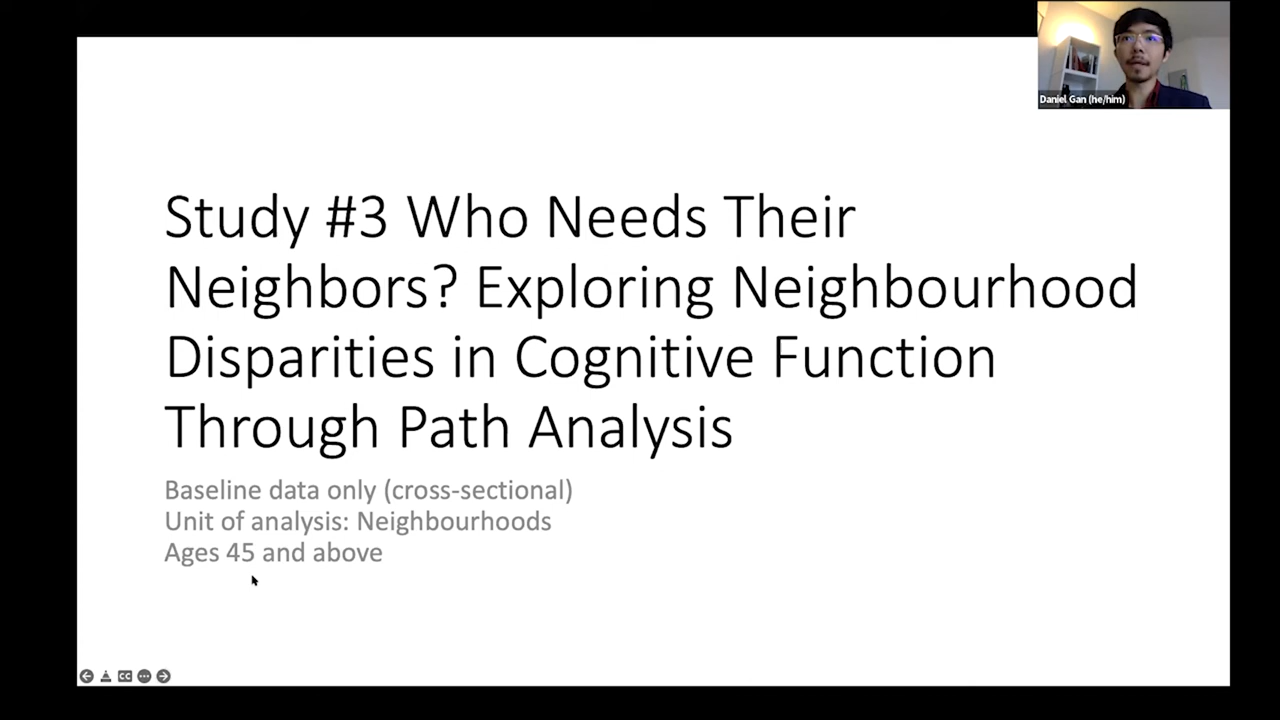 Daniel Gan (he/him)
Study #3 Who Needs Their
Neighbors? Exploring Neighbourhood
Disparities in Cognitive Function
Through Path Analysis
Baseline data only (cross-sectional)
Unit of analysis: Neighbourhoods
Ages 45 and above
CC